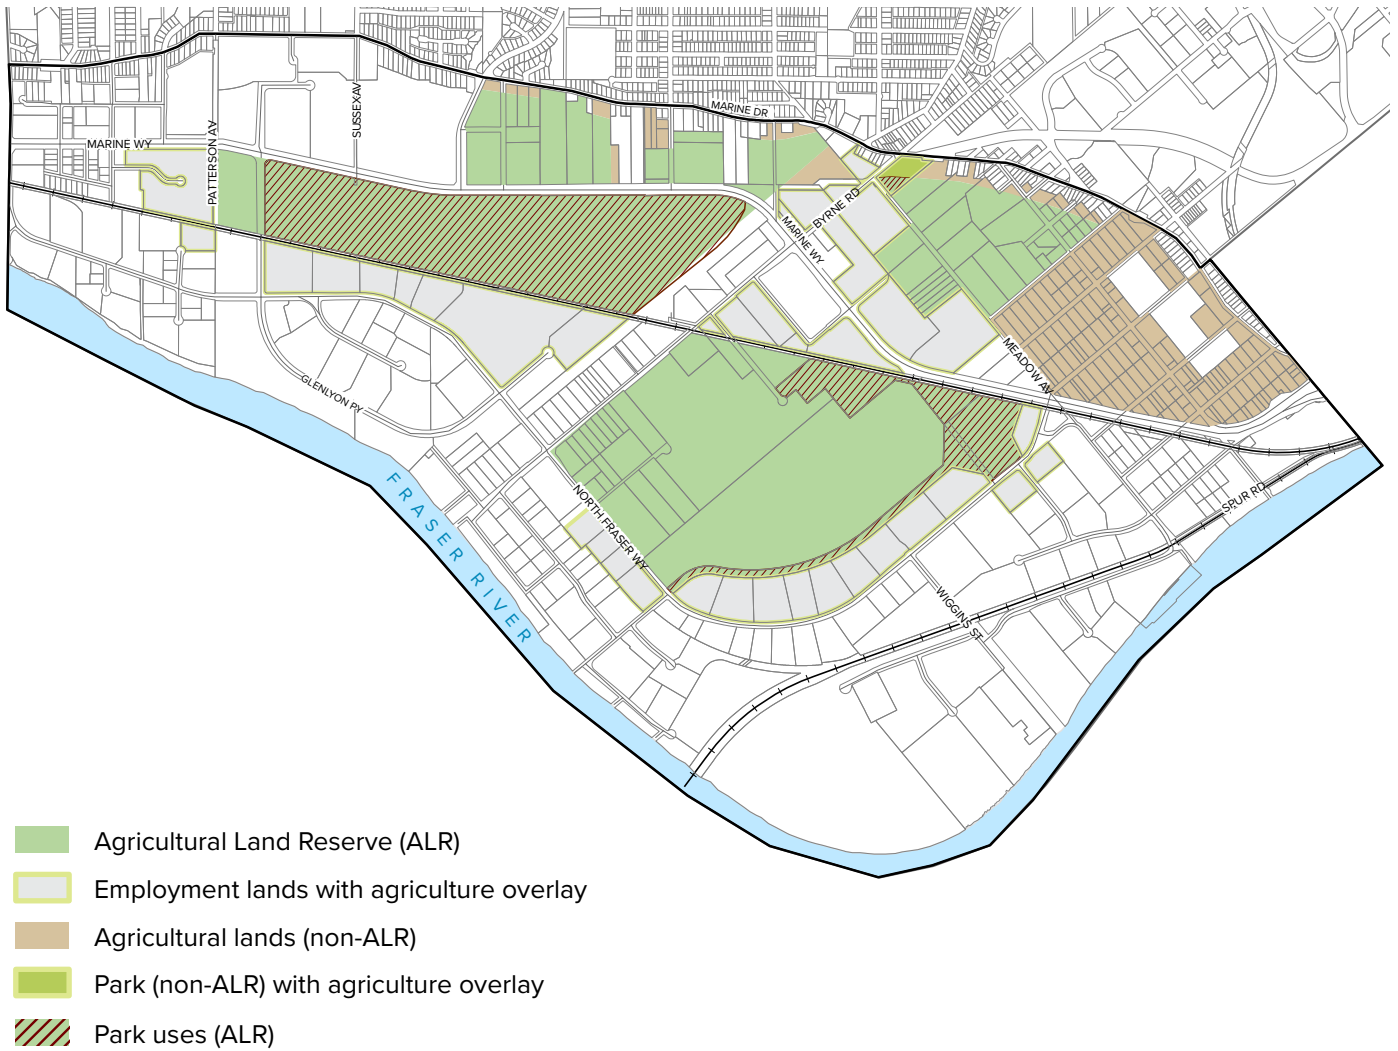 MARINE DR
SUSSEX AV
MARINE WY
PATTERSON AV
BYRNE RD
MARINE WY
MEADOW AV
GLENLYON PY
FRASER RIVER
NORTH FRASER WY
SPUR RD
WIGGINS ST
Agricultural Land Reserve (ALR)
Employment lands with agriculture overlay
Agricultural lands (non-ALR)
Park (non-ALR) with agriculture overlay
Park uses (ALR)